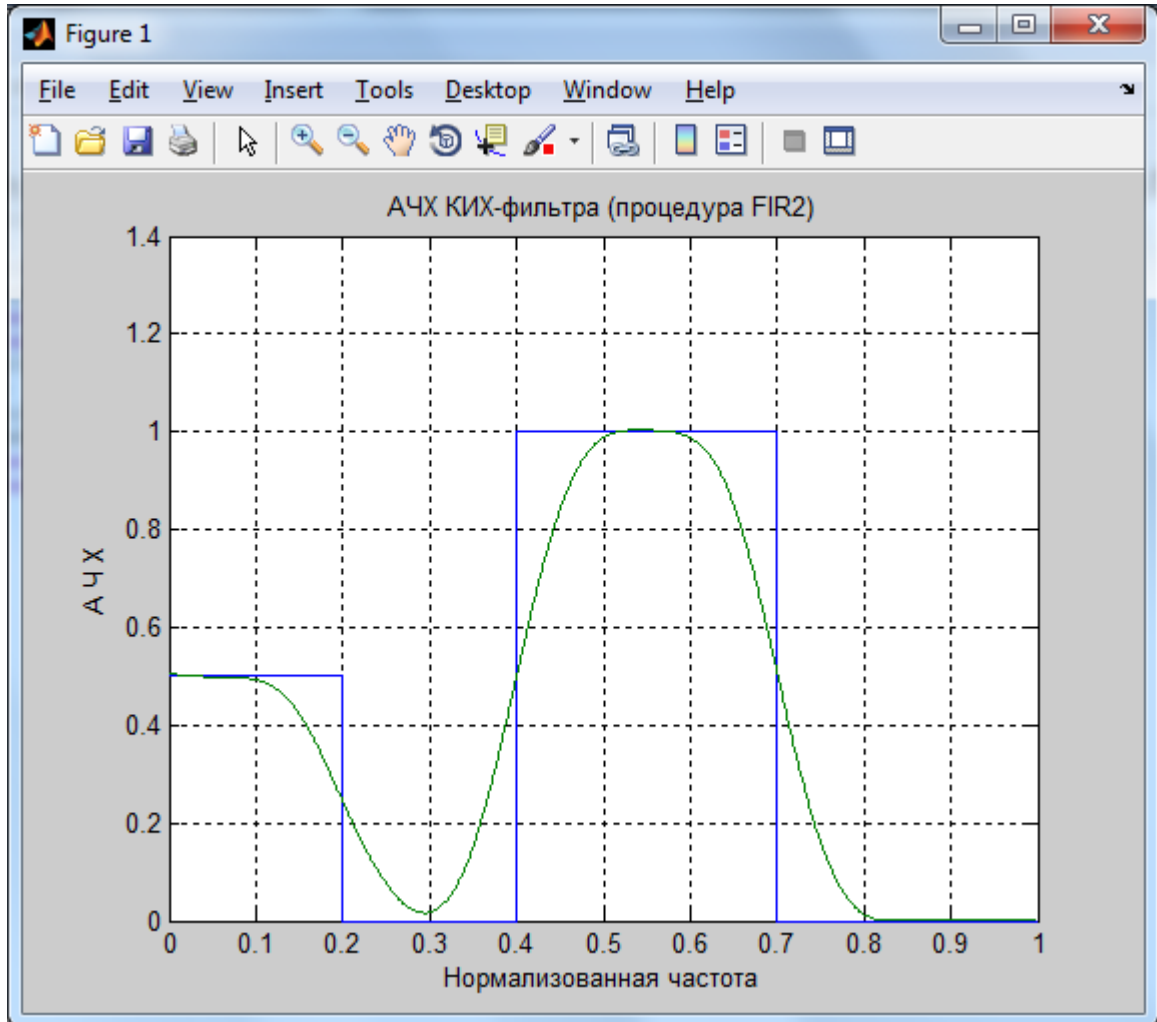 Figure 1
File Edit View Insert Tools Desktop Window Help
АЧХ КИХ-фильтра (процедура FIR2)
1.4
1.2
1
0.8
0.6
0.4
0.2
0
А Ч Х
0 0.1 0.2 0.3 0.4 0.5 0.6 0.7 0.8 0.9 1
Нормализованная частота